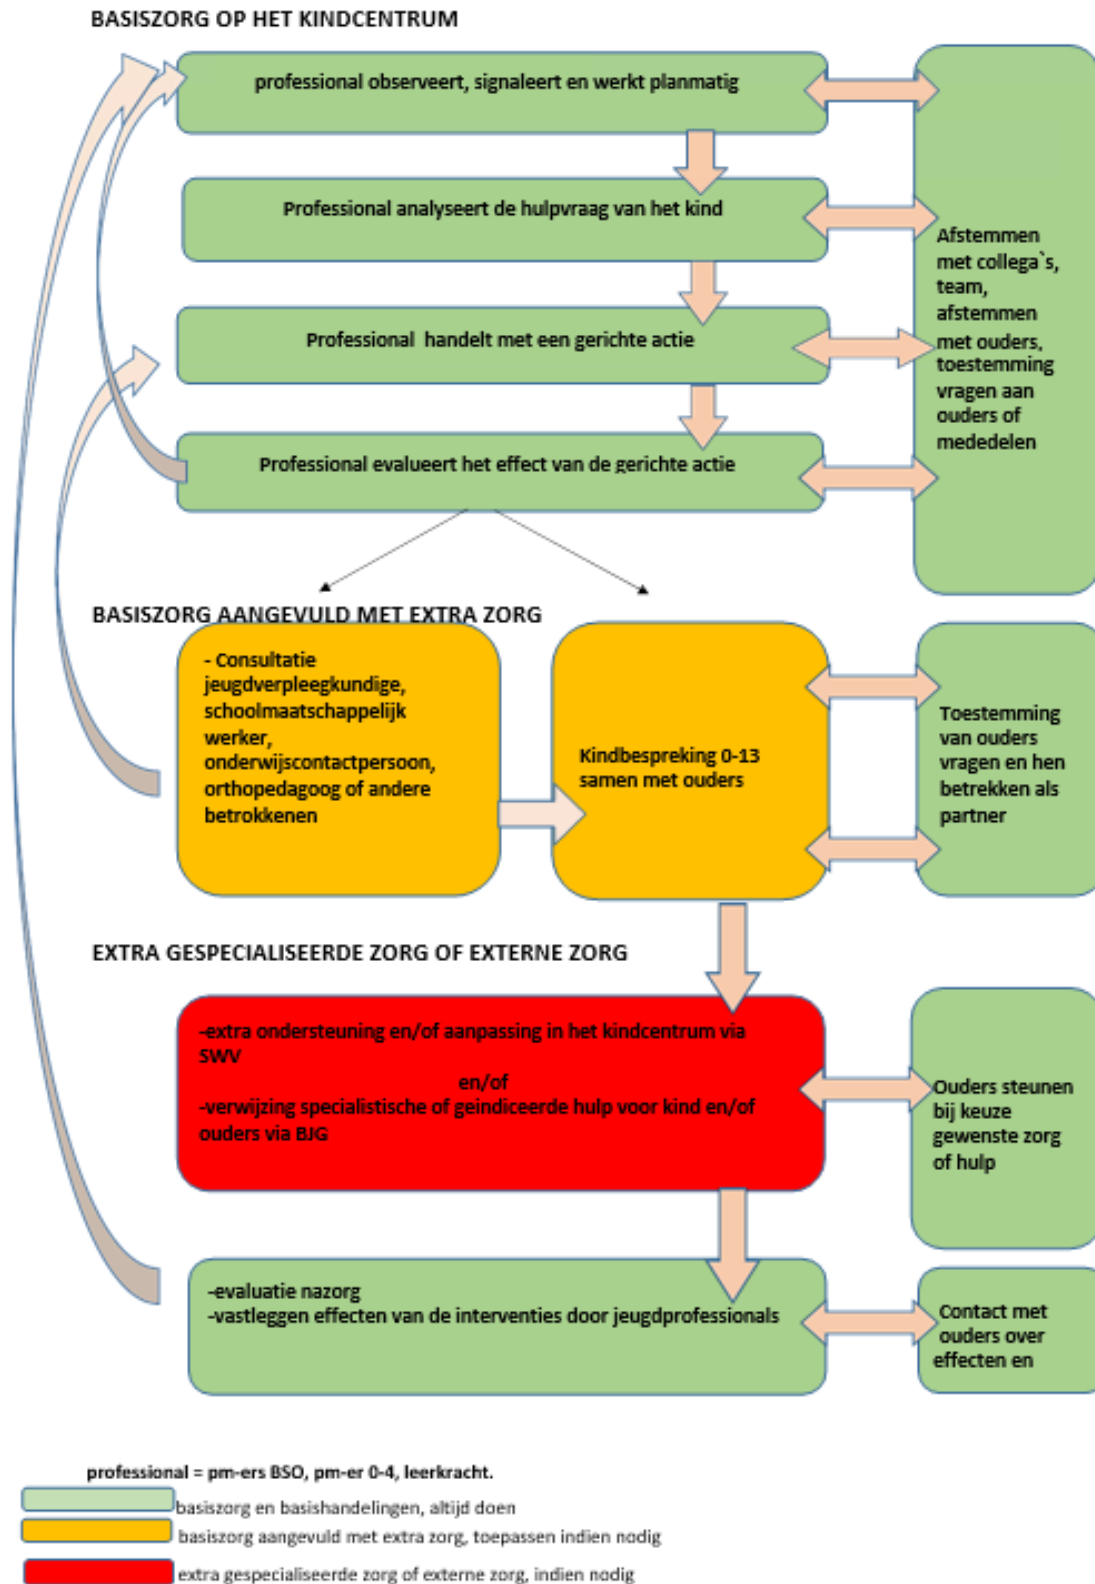 BASISZORG OP HET KINDCENTRUM
professional observeert, signaleert en werkt planmatig
Professional analyseert de hulpvraag van het kind
Professional handelt met een gerichte actie
Professional evalueert het effect van de gerichte actie
Afstemmen
met collega`s,
team,
afstemmen
met ouders,
toestemming
vragen aan
ouders of
mededelen
BASISZORG AANGEVULD MET EXTRA ZORG
- Consultatie
jeugdverpleegkundige,
schoolmaatschappelijk
werker,
onderwijscontactpersoon,
orthopedagoog of andere
betrokkenen
Kindbespreking 0-13
samen met ouders
Toestemming
van ouders
vragen en hen
betrekken als
partner
EXTRA GESPECIALISEERDE ZORG OF EXTERNE ZORG
-extra ondersteuning en/of aanpassing in het kindcentrum via
SWV
en/of
-verwijzing specialistische of geindiceerde hulp voor kind en/of
ouders via BJG
Ouders steunen
bij keuze
gewenste zorg
of hulp
-evaluatie nazorg
-vastleggen effecten van de interventies door jeugdprofessionals
Contact met
ouders over
effecten en
professional = pm-ers BSO, pm-er 0-4, leerkracht.
basiszorg en basishandelingen, altijd doen
basiszorg aangevuld met extra zorg, toepassen indien nodig
extra gespecialiseerde zorg of externe zorg, indien nodig